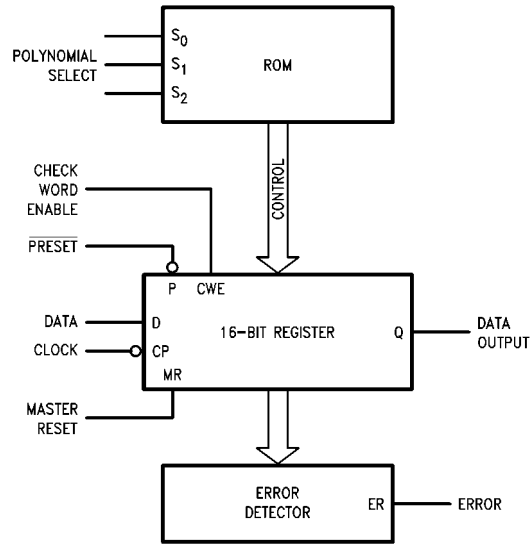 POLYNOMIAL
SELECT
S0
S1
S2
ROM
CONTROL
CHECK
WORD
ENABLE
PRESET
P
CWE
DATA
D
16-BIT REGISTER
Q
DATA
OUTPUT
CLOCK
CP
MR
MASTER
RESET
ERROR
DETECTOR
ER
ERROR